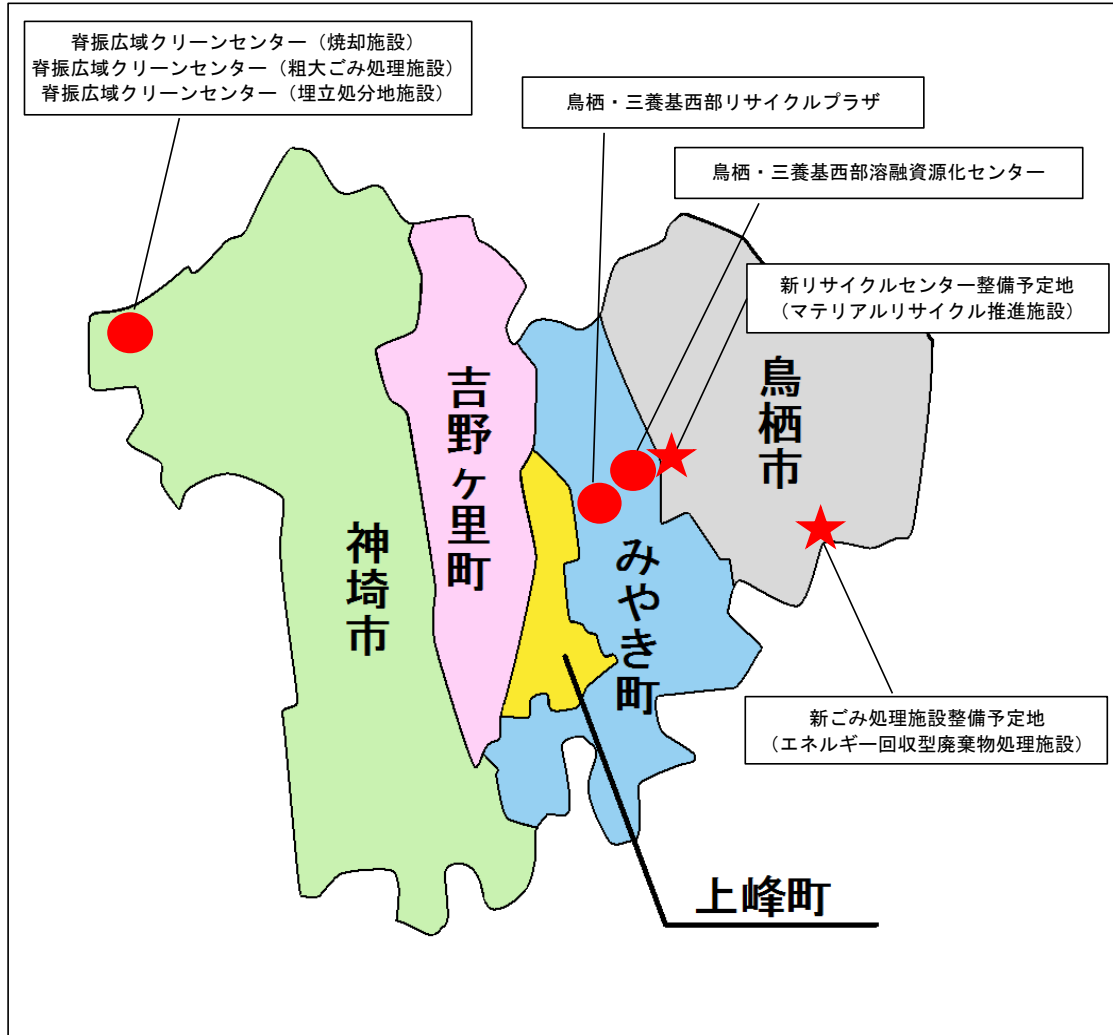 脊振広域クリーンセンター（焼却施設）
脊振広域クリーンセンター（粗大ごみ処理施設）
脊振広域クリーンセンター（埋立処分地施設）
鳥栖・三養基西部リサイクルプラザ
鳥栖・三養基西部溶融資源化センター
新リサイクルセンター整備予定地
（マテリアルリサイクル推進施設）
鳥栖市
吉野ヶ里町
神埼市
みやき町
新ごみ処理施設整備予定地
（エネルギー回収型廃棄物処理施設）
上峰町